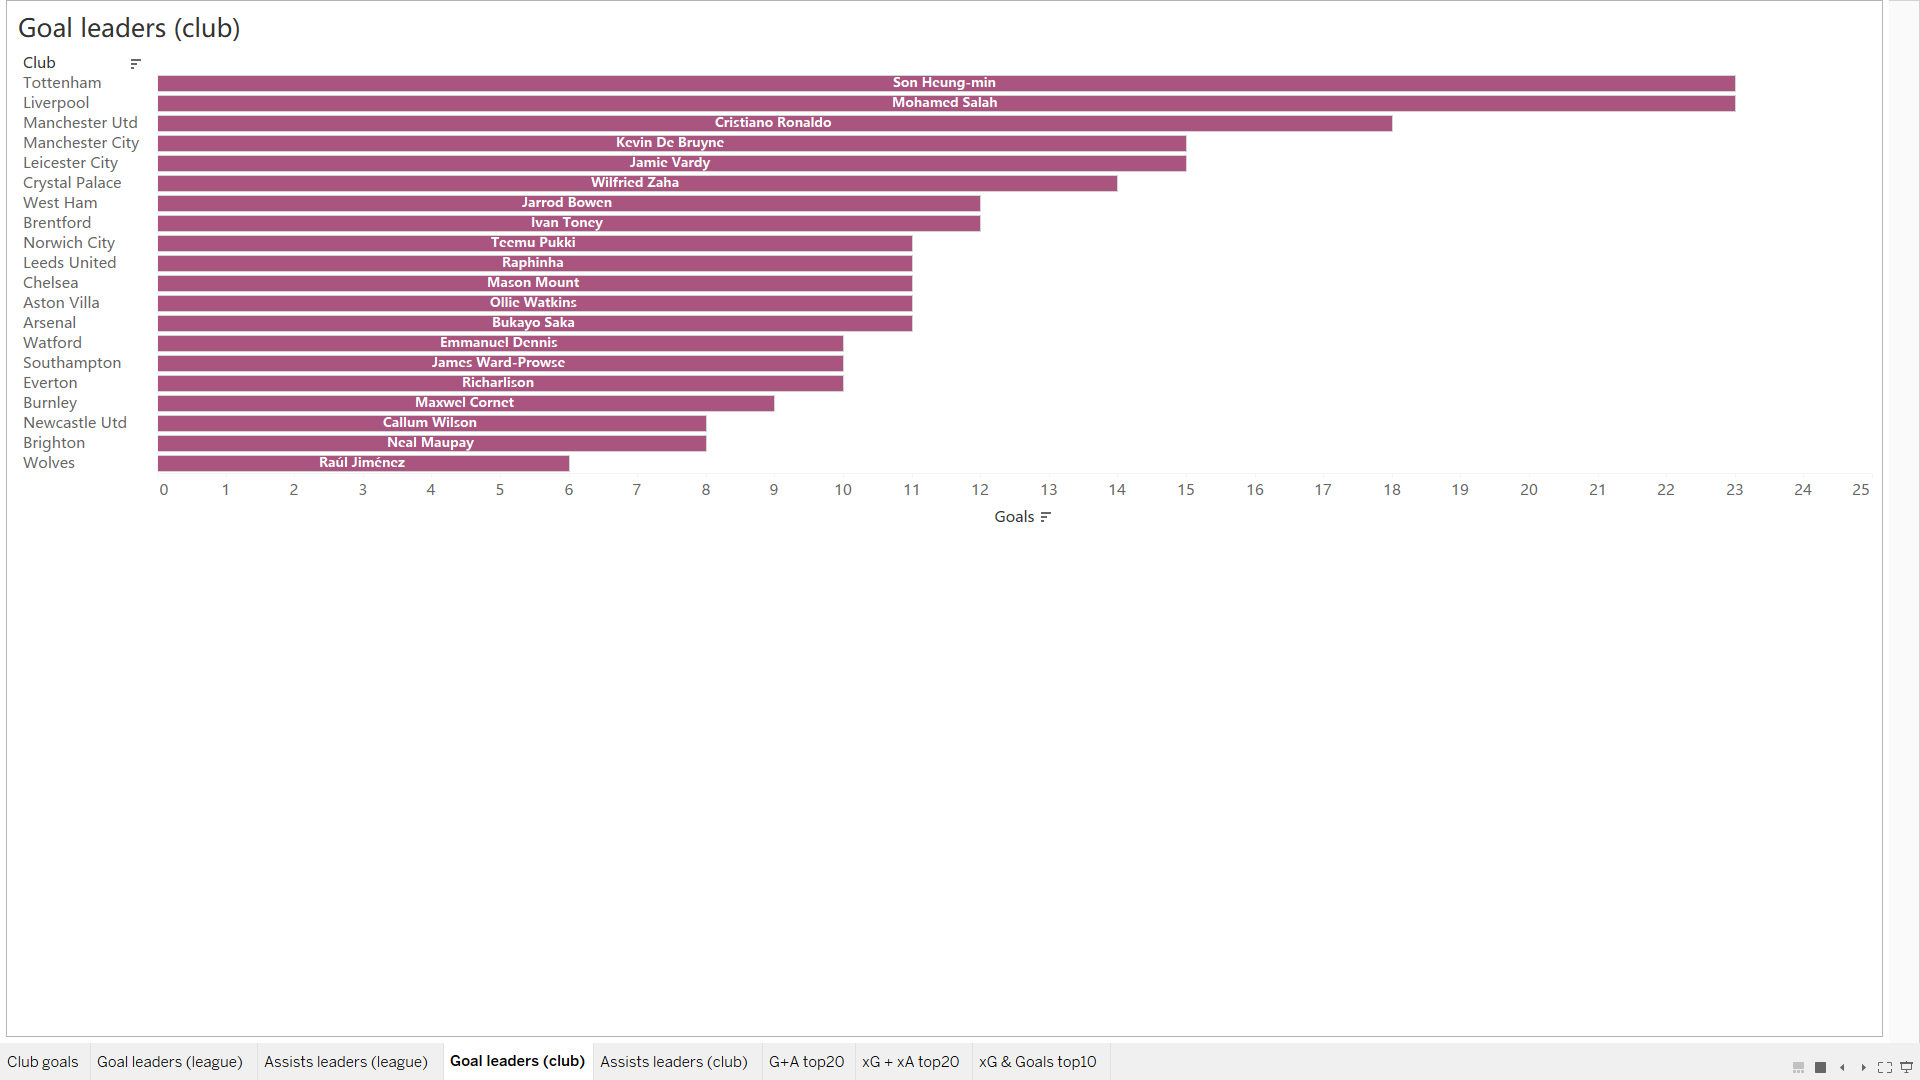 Goal leaders (club)
Club
Tottenham Son Heung-min
Liverpool Mohamed Salah
Manchester Utd Cristiano Ronaldo
Manchester City Kevin De Bruyne
Leicester City Jamie Vardy
Crystal Palace Wilfried Zaha
West Ham Jarrod Bowen
Brentford Ivan Toney
Norwich City Teemu Pukki
Leeds United Raphinha
Chelsea Mason Mount
Aston Villa Ollie Watkins
Arsenal Bukayo Saka
Watford Emmanuel Dennis
Southampton James Ward-Prowse
Everton Richarlison
Burnley Maxwel Cornet
Newcastle Utd Callum Wilson
Brighton Neal Maupay
Wolves Raúl Jiménez
0 1 2 3 4 5 6 7 8 9 10 11 12 13 14 15 16 17 18 19 20 21 22 23 24 25
Goals
Club goals Goal leaders (league) Assists leaders (league) Goal leaders (club) Assists leaders (club) G+A top20 xG + xA top20 xG & Goals top10